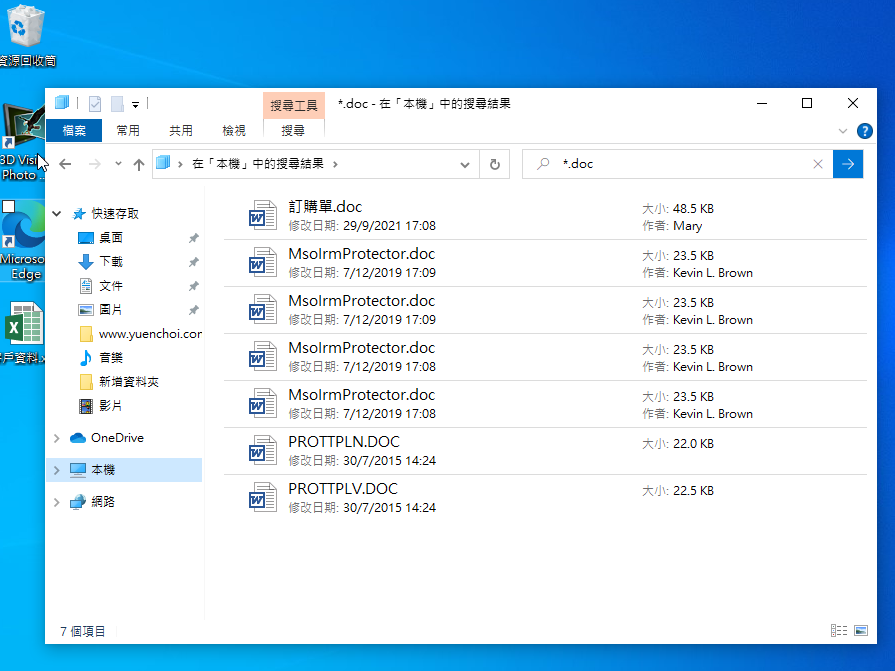 資源回收筒
3D Visi
Photo ...
Microso
Edge
戶資料.x
搜尋工具
*.doc - 在「本機」中的搜尋結果
檔案
常用
共用
檢視
搜尋
在「本機」中的搜尋結果
*.doc
快速存取
桌面
下載
文件
圖片
www.yuenchoi.cor
音樂
新增資料夾
影片
OneDrive
本機
網路
訂購單.doc
大小: 48.5 KB
修改日期: 29/9/2021 17:08
作者: Mary
MsoIrmProtector.doc
大小: 23.5 KB
修改日期: 7/12/2019 17:09
作者: Kevin L. Brown
MsoIrmProtector.doc
大小: 23.5 KB
修改日期: 7/12/2019 17:09
作者: Kevin L. Brown
MsoIrmProtector.doc
大小: 23.5 KB
修改日期: 7/12/2019 17:08
作者: Kevin L. Brown
MsoIrmProtector.doc
大小: 23.5 KB
修改日期: 7/12/2019 17:08
作者: Kevin L. Brown
PROTTPLN.DOC
大小: 22.0 KB
修改日期: 30/7/2015 14:24
PROTTPLV.DOC
大小: 22.5 KB
修改日期: 30/7/2015 14:24
7 個項目